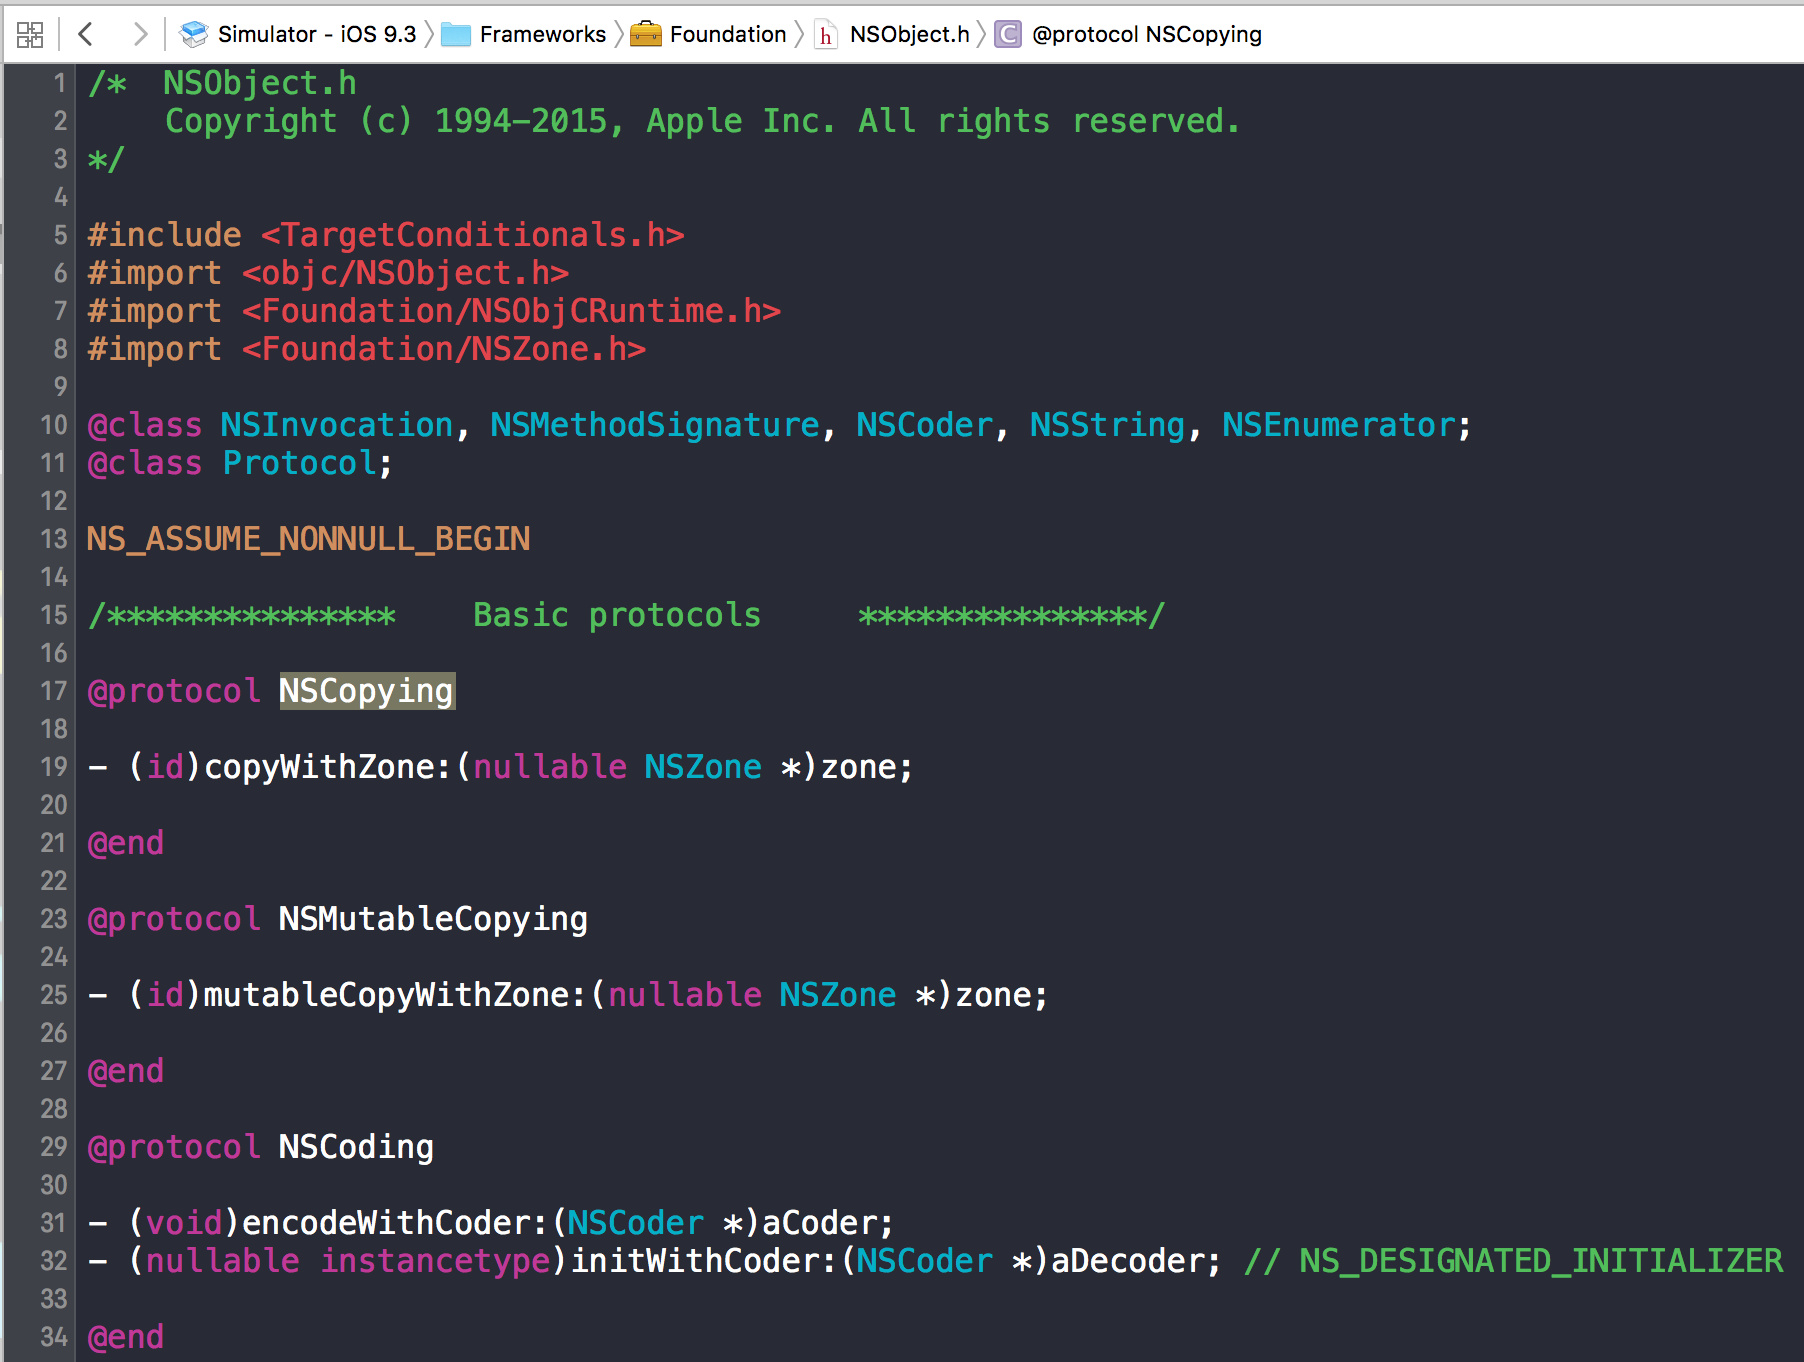 Simulator - iOS 9.3 Frameworks Foundation h NSObject.h C @protocol NSCopying
1 /*  NSObject.h
2     Copyright (c) 1994-2015, Apple Inc. All rights reserved.
3 */
4
5 #include <TargetConditionals.h>
6 #import <objc/NSObject.h>
7 #import <Foundation/NSObjCRuntime.h>
8 #import <Foundation/NSZone.h>
9
10 @class NSInvocation, NSMethodSignature, NSCoder, NSString, NSEnumerator;
11 @class Protocol;
12
13 NS_ASSUME_NONNULL_BEGIN
14
15 /***************    Basic protocols     ***************/
16
17 @protocol NSCopying
18
19 - (id)copyWithZone:(nullable NSZone *)zone;
20
21 @end
22
23 @protocol NSMutableCopying
24
25 - (id)mutableCopyWithZone:(nullable NSZone *)zone;
26
27 @end
28
29 @protocol NSCoding
30
31 - (void)encodeWithCoder:(NSCoder *)aCoder;
32 - (nullable instancetype)initWithCoder:(NSCoder *)aDecoder; // NS_DESIGNATED_INITIALIZER
33
34 @end